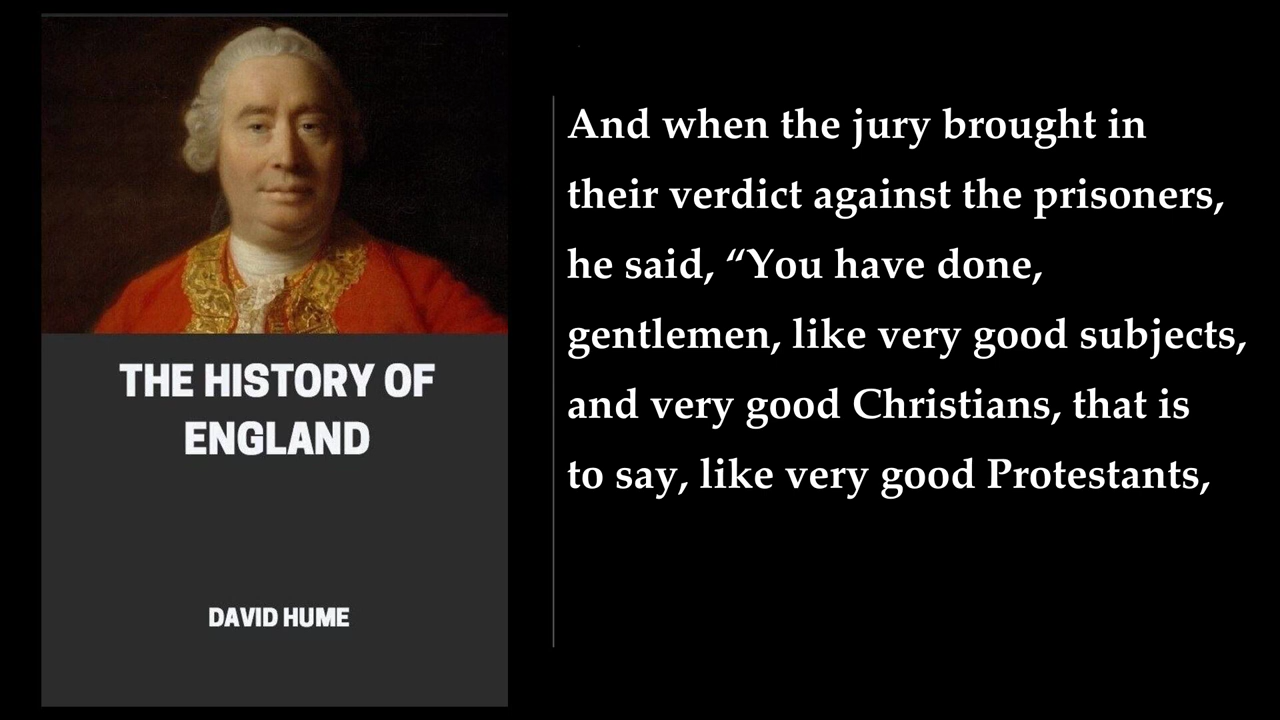 THE HISTORY OF
ENGLAND
DAVID HUME
And when the jury brought in
their verdict against the prisoners,
he said, “You have done,
gentlemen, like very good subjects,
and very good Christians, that is
to say, like very good Protestants,